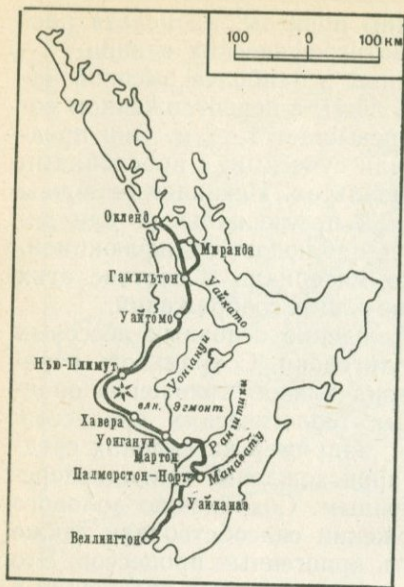 100 0 100 км
Окленд
Миранда
Гамильтон
Уайкато
Уайтомо
Уонгануи
Нью-Плимут
влк. Эгмонт
Рангитики
Хавера
Уонгануи
Мартон
Манавату
Палмерстон-Норт
Уайканаэ
Веллингтон